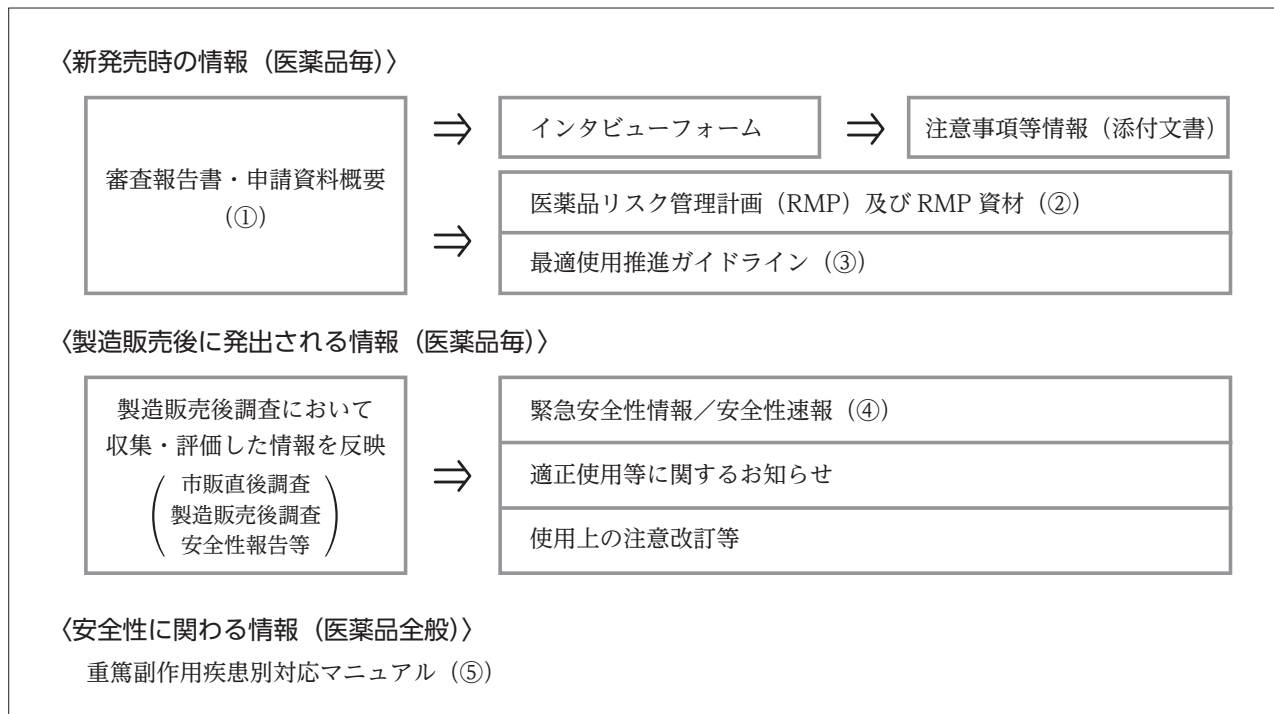 〈新発売時の情報（医薬品毎）〉
審査報告書・申請資料概要
（①）
⇒
インタビューフォーム
⇒
注意事項等情報（添付文書）
⇒
医薬品リスク管理計画（RMP）及び RMP 資材（②）
最適使用推進ガイドライン（③）
〈製造販売後に発出される情報（医薬品毎）〉
製造販売後調査において
収集・評価した情報を反映
（市販直後調査
製造販売後調査
安全性報告等）
⇒
緊急安全性情報／安全性速報（④）
適正使用等に関するお知らせ
使用上の注意改訂等
〈安全性に関わる情報（医薬品全般）〉
重篤副作用疾患別対応マニュアル（⑤）